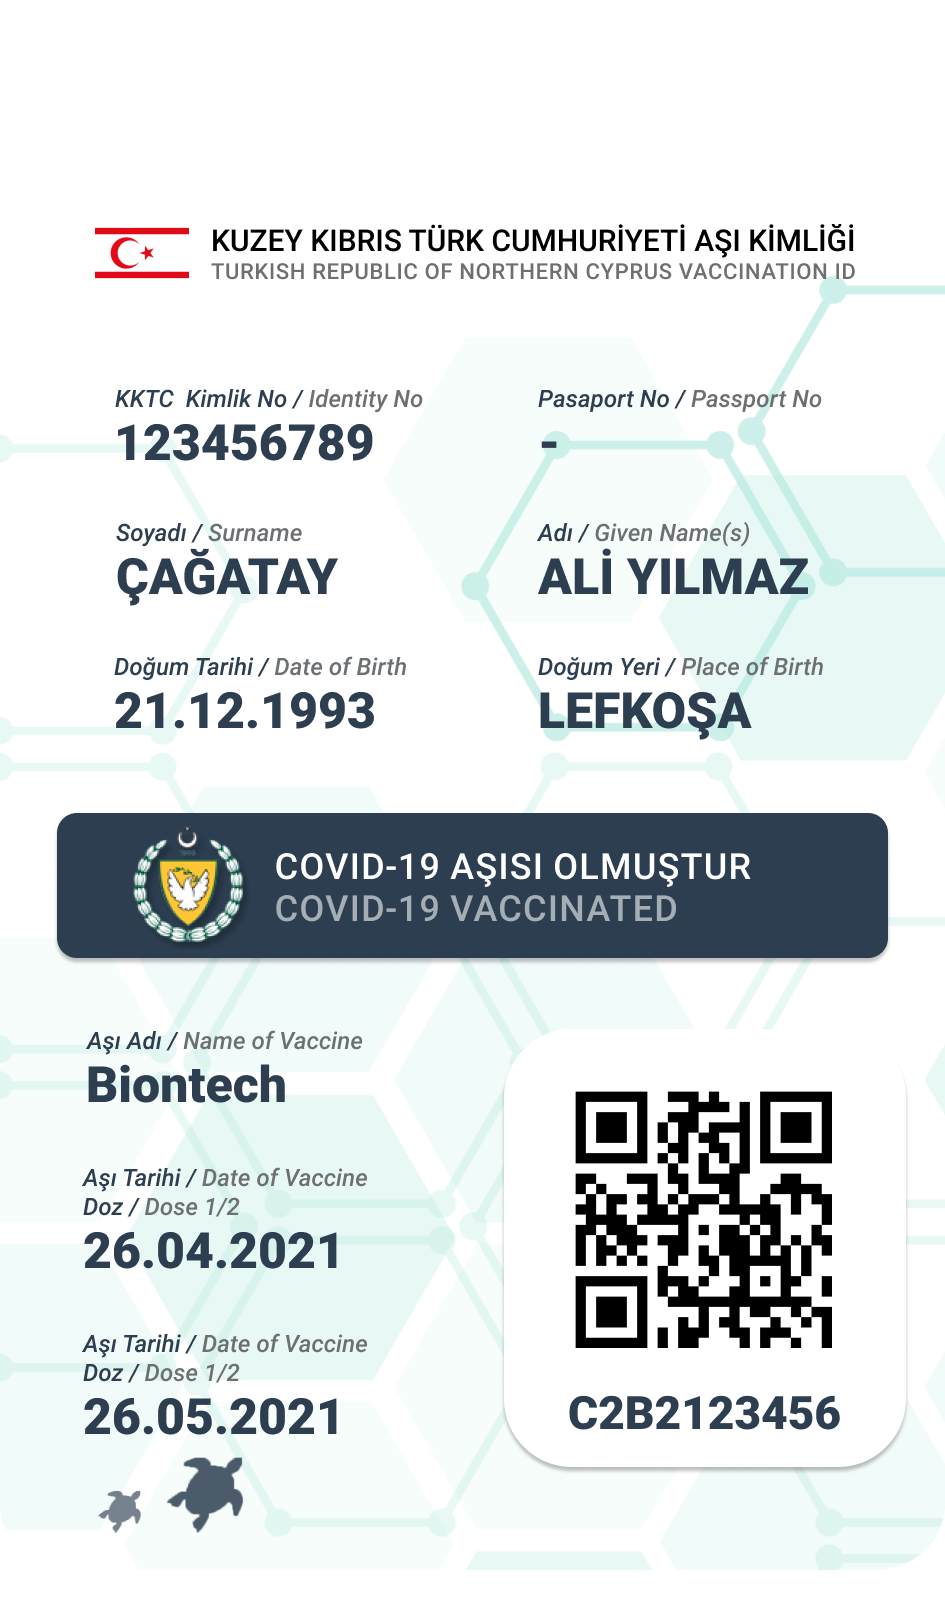 KUZEY KIBRIS TÜRK CUMHURİYETİ AŞI KİMLİĞİ
TURKISH REPUBLIC OF NORTHERN CYPRUS VACCINATION ID
KKTC Kimlik No / Identity No
123456789
Pasaport No / Passport No
-
Soyadı / Surname
ÇAĞATAY
Adı / Given Name(s)
ALİ YILMAZ
Doğum Tarihi / Date of Birth
21.12.1993
Doğum Yeri / Place of Birth
LEFKOŞA
COVID-19 AŞISI OLMUŞTUR
COVID-19 VACCINATED
Aşı Adı / Name of Vaccine
Biontech
Aşı Tarihi / Date of Vaccine
Doz / Dose 1/2
26.04.2021
Aşı Tarihi / Date of Vaccine
Doz / Dose 1/2
26.05.2021
C2B2123456